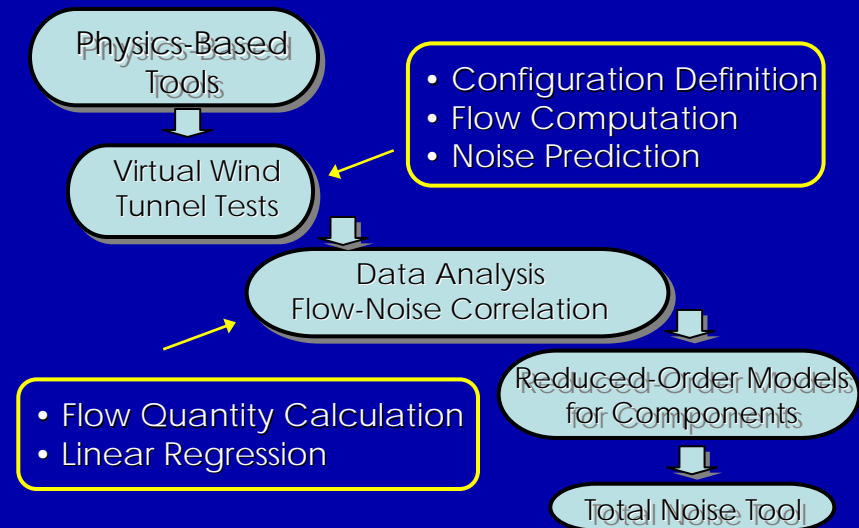 Physics-Based
Tools
• Configuration Definition
• Flow Computation
• Noise Prediction
Virtual Wind
Tunnel Tests
Data Analysis
Flow-Noise Correlation
Reduced-Order Models
for Components
• Flow Quantity Calculation
• Linear Regression
Total Noise Tool